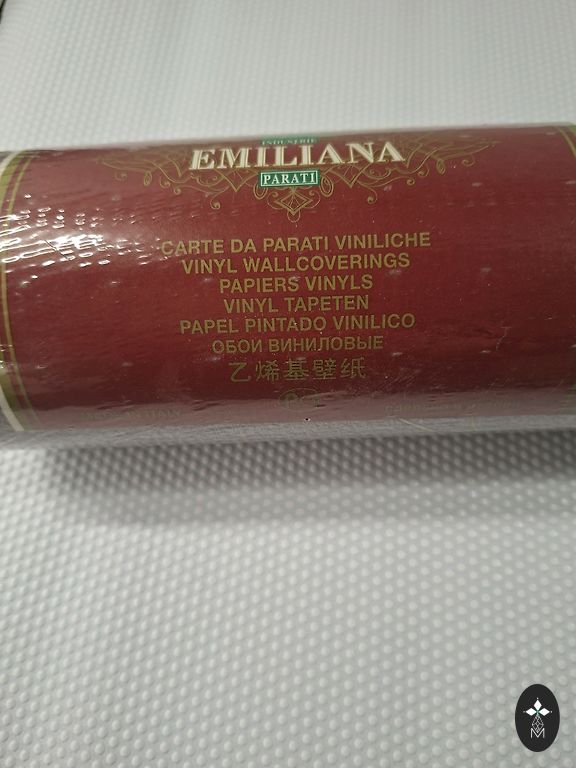 INDUSTRIE
EMILIANA
PARATI
CARTE DA PARATI VINILICHE
VINYL WALLCOVERINGS
PAPIERS VINYLS
VINYL TAPETEN
PAPEL PINTADO VINILICO
ОБОИ ВИНИЛОВЫЕ
乙烯基壁纸
M